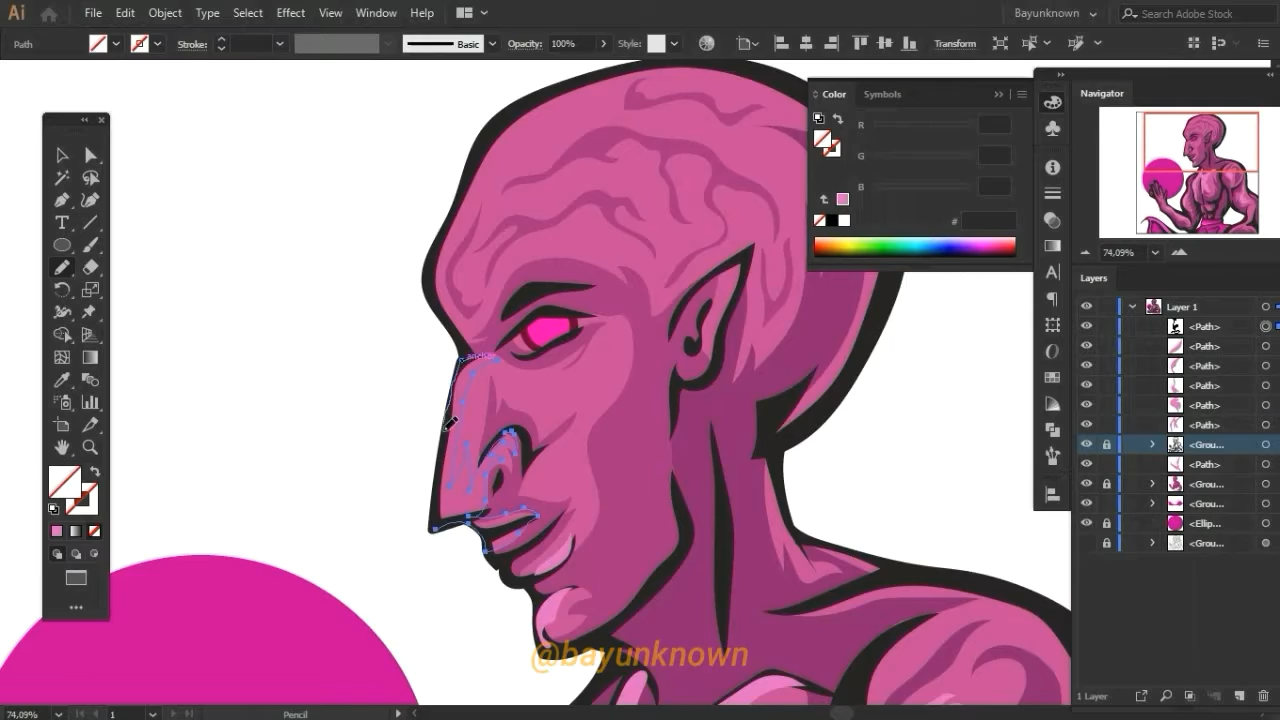 Ai File Edit Object Type Select Effect View Window Help Bayunknown Search Adobe Stock
Path Stroke: Basic Opacity: 100% Style: Transform
Color Symbols
R
G
B
#
Navigator
74,09%
Layers
Layer 1
<Path>
<Path>
<Path>
<Path>
<Path>
<Path>
<Grou...
<Path>
<Grou...
<Grou...
<Ellip...
<Grou...
anchor
@bayunknown
1 Layer
74,09% 1 Pencil